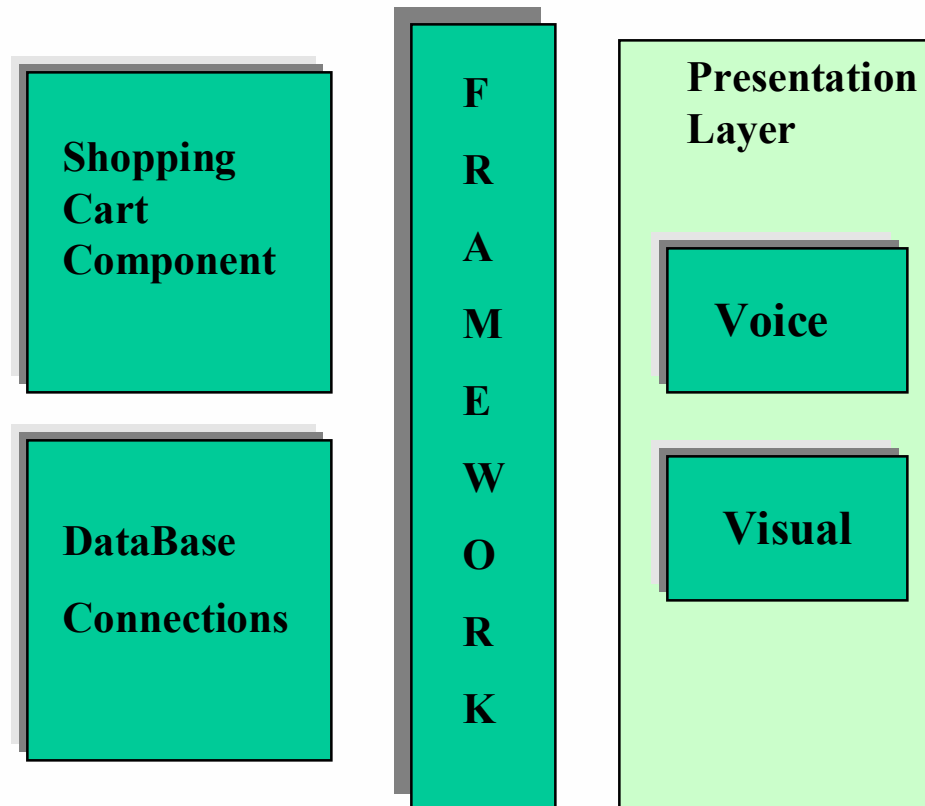 Shopping
Cart
Component
DataBase
Connections
F
R
A
M
E
W
O
R
K
Presentation
Layer
Voice
Visual